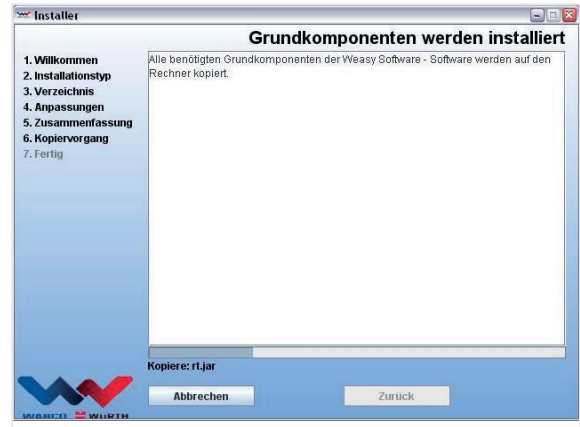 Installer
Grundkomponenten werden installiert
1. Willkommen
2. Installationstyp
3. Verzeichnis
4. Anpassungen
5. Zusammenfassung
6. Kopiervorgang
7. Fertig
Alle benötigten Grundkomponenten der Weasy Software - Software werden auf den
Rechner kopiert.
Kopiere: rt.jar
Abbrechen
Zurück
WABCO WÜRTH